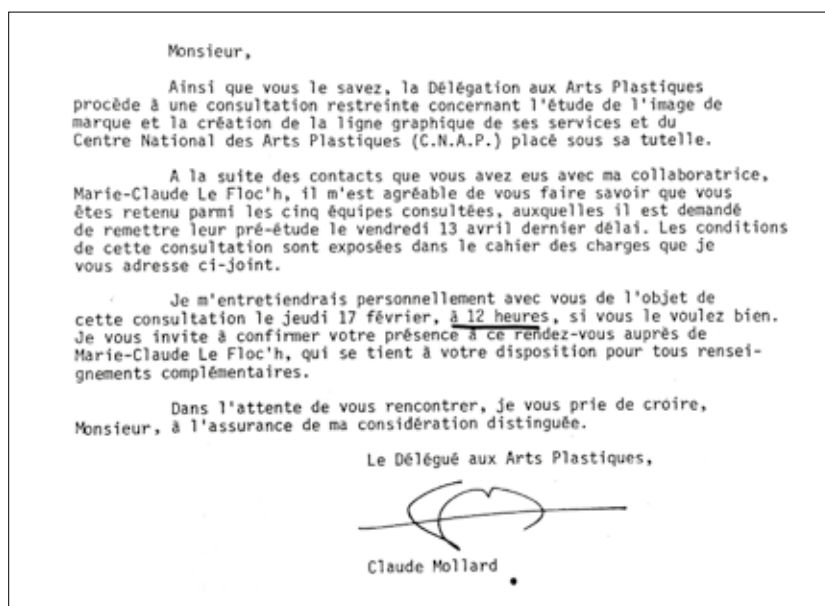 Monsieur,
Ainsi que vous le savez, la Délégation aux Arts Plastiques
procède à une consultation restreinte concernant l'étude de l'image de
marque et la création de la ligne graphique de ses services et du
Centre National des Arts Plastiques (C.N.A.P.) placé sous sa tutelle.
A la suite des contacts que vous avez eus avec ma collaboratrice,
Marie-Claude Le Floc'h, il m'est agréable de vous faire savoir que vous
êtes retenu parmi les cinq équipes consultées, auxquelles il est demandé
de remettre leur pré-étude le vendredi 13 avril dernier délai. Les conditions
de cette consultation sont exposées dans le cahier des charges que je
vous adresse ci-joint.
Je m'entretiendrais personnellement avec vous de l'objet de
cette consultation le jeudi 17 février, à 12 heures, si vous le voulez bien.
Je vous invite à confirmer votre présence à ce rendez-vous auprès de
Marie-Claude Le Floc'h, qui se tient à votre disposition pour tous rensei-
gnements complémentaires.
Dans l'attente de vous rencontrer, je vous prie de croire,
Monsieur, à l'assurance de ma considération distinguée.
Le Délégué aux Arts Plastiques,
Claude Mollard